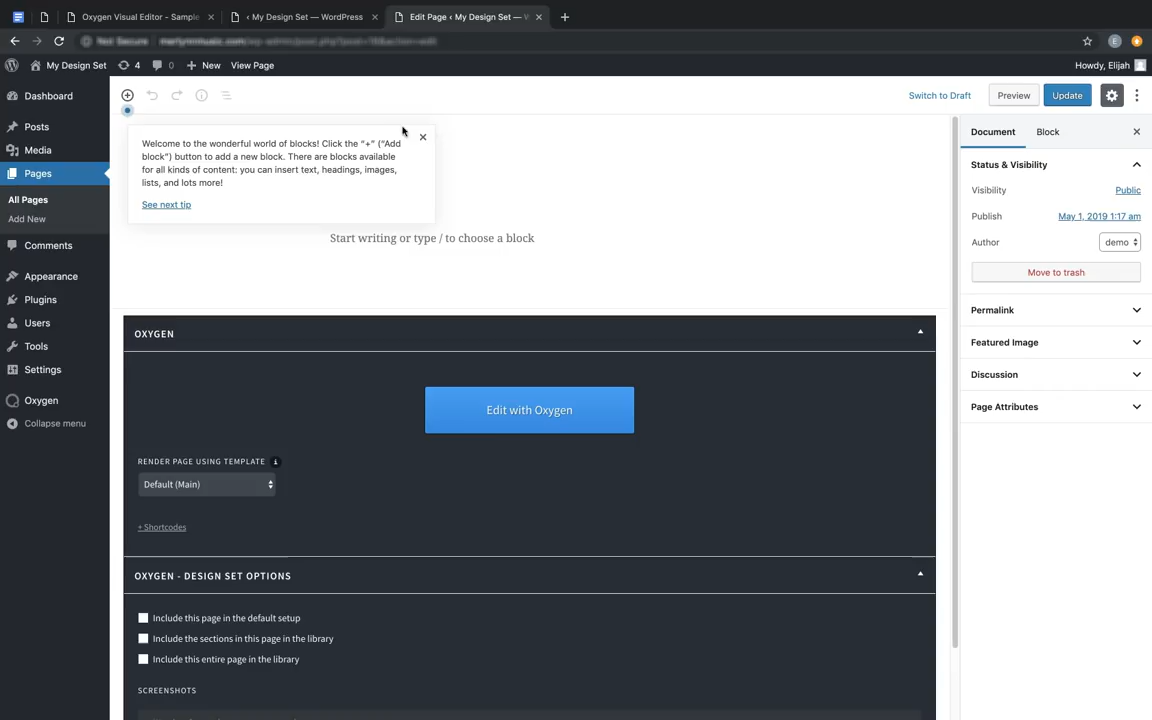 Oxygen Visual Editor - Sample
‹ My Design Set — WordPress
Edit Page ‹ My Design Set — W
Not Secure
E
My Design Set
4
0
New
View Page
Howdy, Elijah
Dashboard
Posts
Media
Pages
All Pages
Add New
Comments
Appearance
Plugins
Users
Tools
Settings
Oxygen
Collapse menu
Switch to Draft
Preview
Update
Welcome to the wonderful world of blocks! Click the "+" ("Add
block") button to add a new block. There are blocks available
for all kinds of content: you can insert text, headings, images,
lists, and lots more!
See next tip
Start writing or type / to choose a block
OXYGEN
Edit with Oxygen
RENDER PAGE USING TEMPLATE
Default (Main)
+ Shortcodes
OXYGEN - DESIGN SET OPTIONS
Include this page in the default setup
Include the sections in this page in the library
Include this entire page in the library
SCREENSHOTS
Document
Block
Status & Visibility
Visibility
Public
Publish
May 1, 2019 1:17 am
Author
demo
Move to trash
Permalink
Featured Image
Discussion
Page Attributes